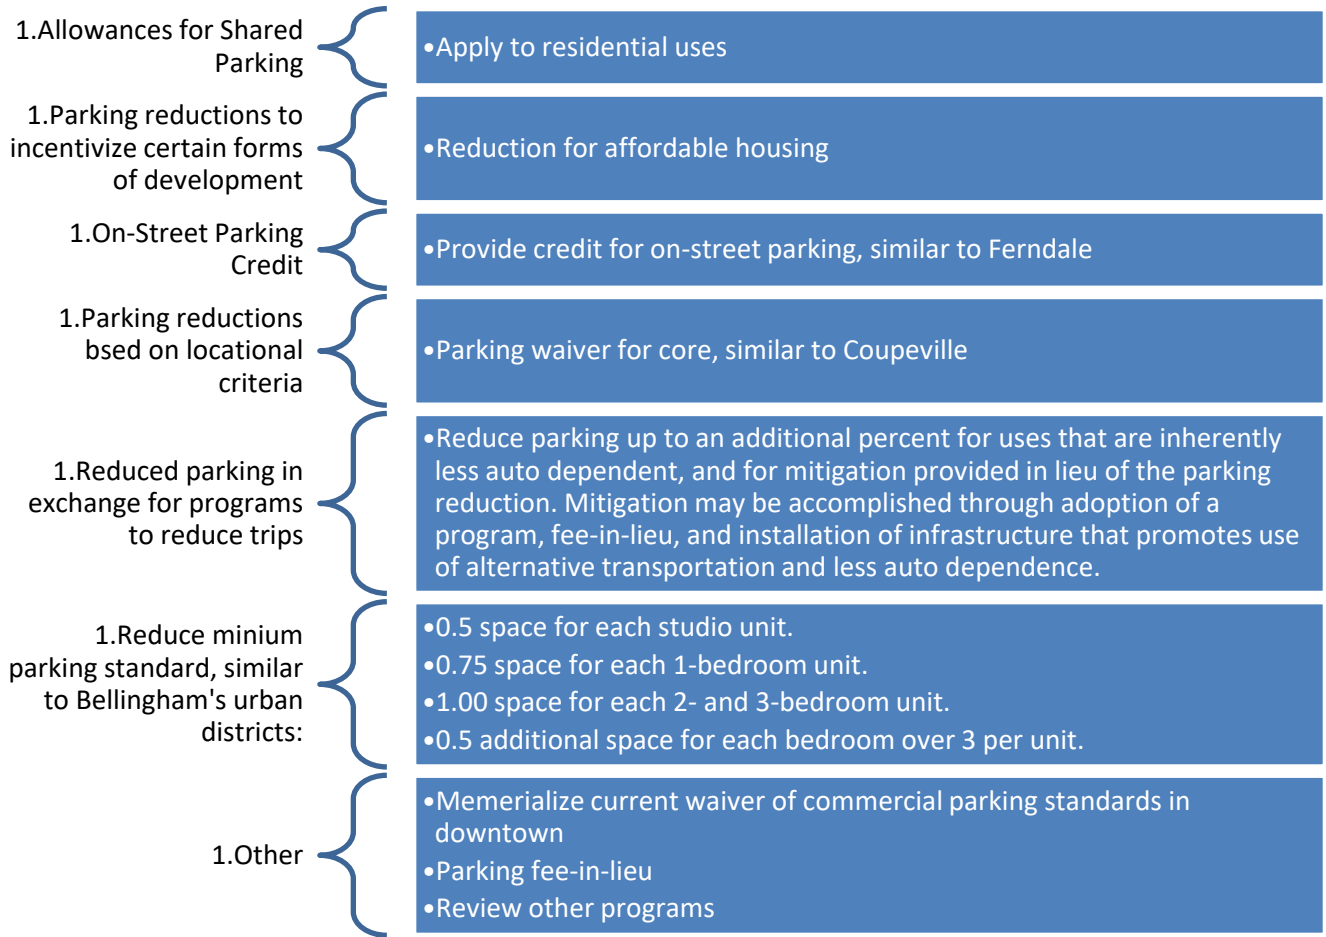 1.Allowances for Shared
Parking
•Apply to residential uses
1.Parking reductions to
incentivize certain forms
of development
•Reduction for affordable housing
1.On-Street Parking
Credit
•Provide credit for on-street parking, similar to Ferndale
1.Parking reductions
bsed on locational
criteria
•Parking waiver for core, similar to Coupeville
1.Reduced parking in
exchange for programs
to reduce trips
•Reduce parking up to an additional percent for uses that are inherently
less auto dependent, and for mitigation provided in lieu of the parking
reduction. Mitigation may be accomplished through adoption of a
program, fee-in-lieu, and installation of infrastructure that promotes use
of alternative transportation and less auto dependence.
1.Reduce minium
parking standard, similar
to Bellingham's urban
districts:
•0.5 space for each studio unit.
•0.75 space for each 1-bedroom unit.
•1.00 space for each 2- and 3-bedroom unit.
•0.5 additional space for each bedroom over 3 per unit.
1.Other
•Memerialize current waiver of commercial parking standards in
downtown
•Parking fee-in-lieu
•Review other programs